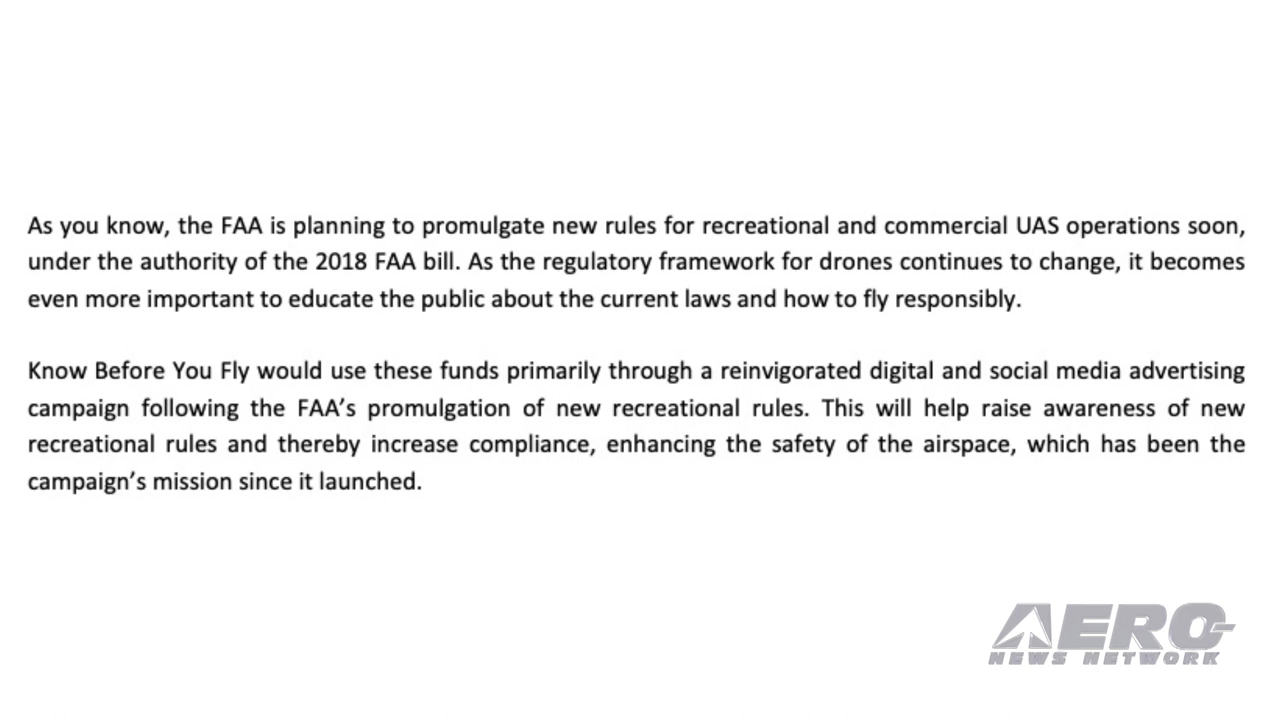 As you know, the FAA is planning to promulgate new rules for recreational and commercial UAS operations soon,
under the authority of the 2018 FAA bill. As the regulatory framework for drones continues to change, it becomes
even more important to educate the public about the current laws and how to fly responsibly.
Know Before You Fly would use these funds primarily through a reinvigorated digital and social media advertising
campaign following the FAA’s promulgation of new recreational rules. This will help raise awareness of new
recreational rules and thereby increase compliance, enhancing the safety of the airspace, which has been the
campaign’s mission since it launched.
AERO
NEWS NETWORK